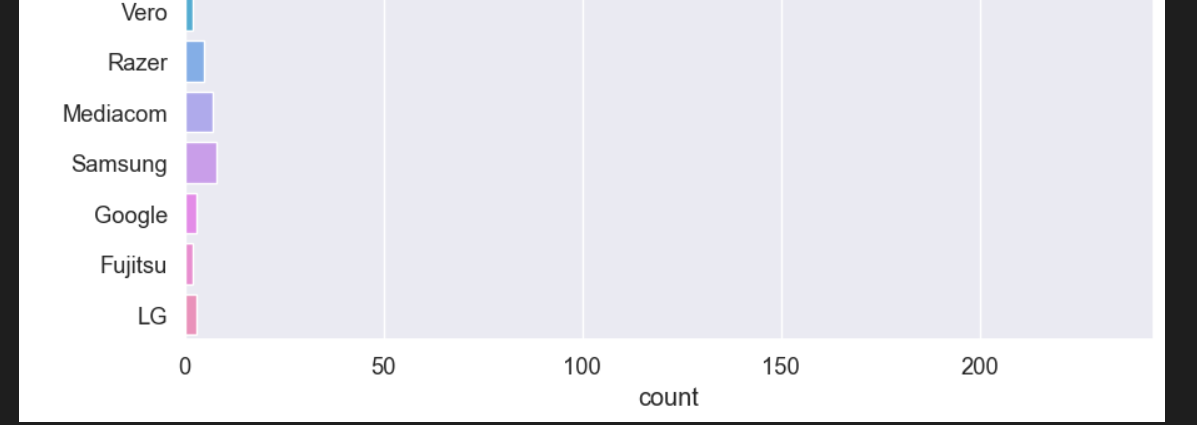 Vero
Razer
Mediacom
Samsung
Google
Fujitsu
LG
0 50 100 150 200
count